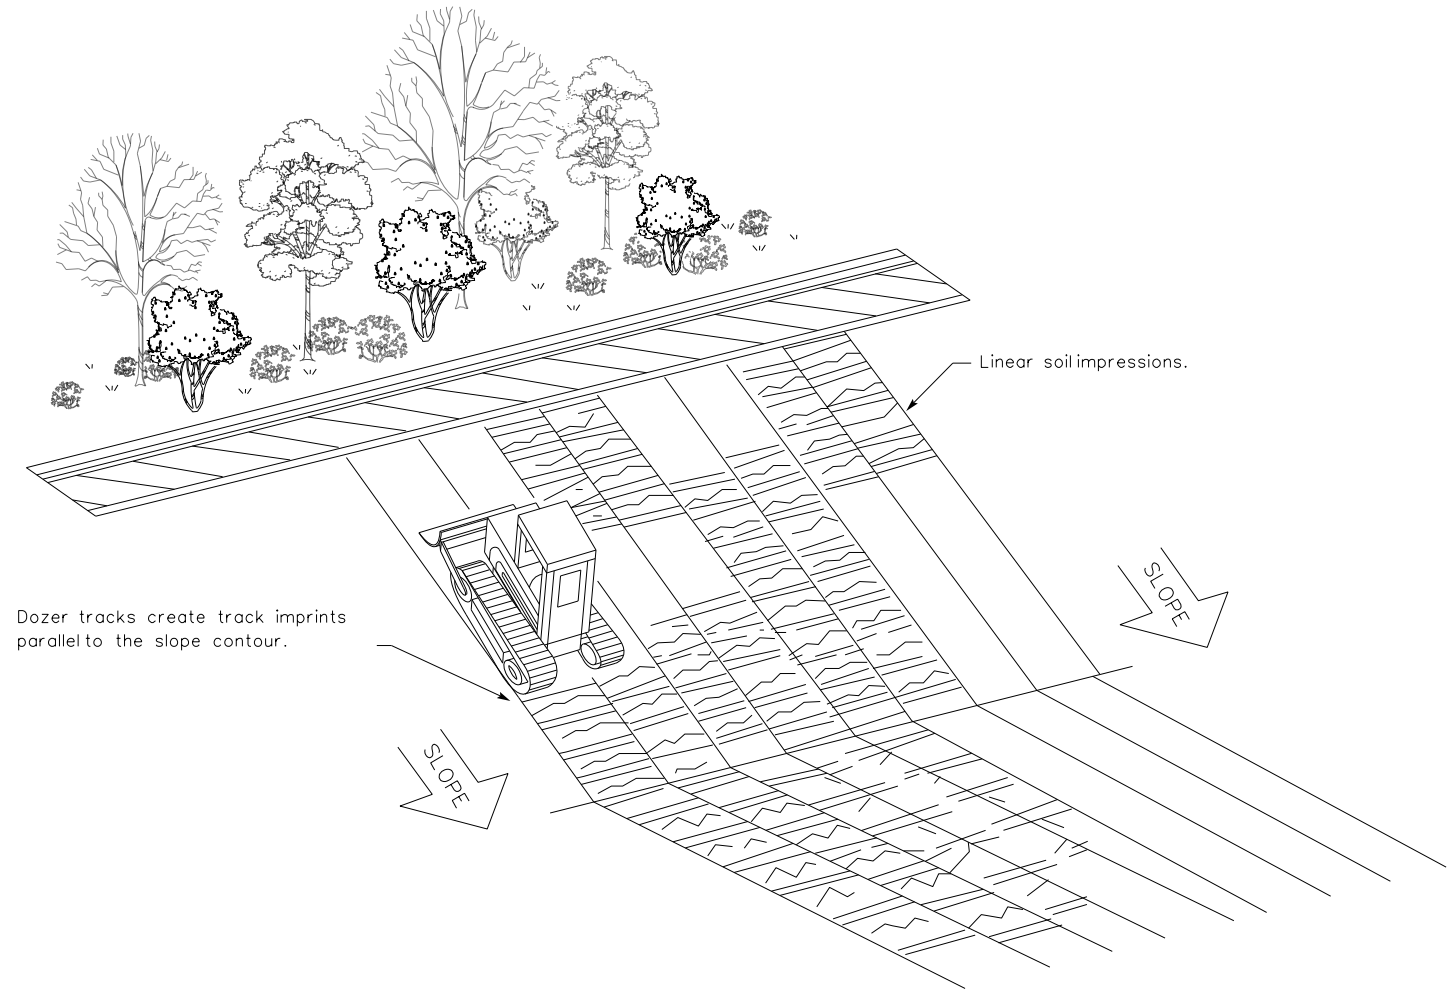 Linear soil impressions.
Dozer tracks create track imprints
parallel to the slope contour.
SLOPE
SLOPE